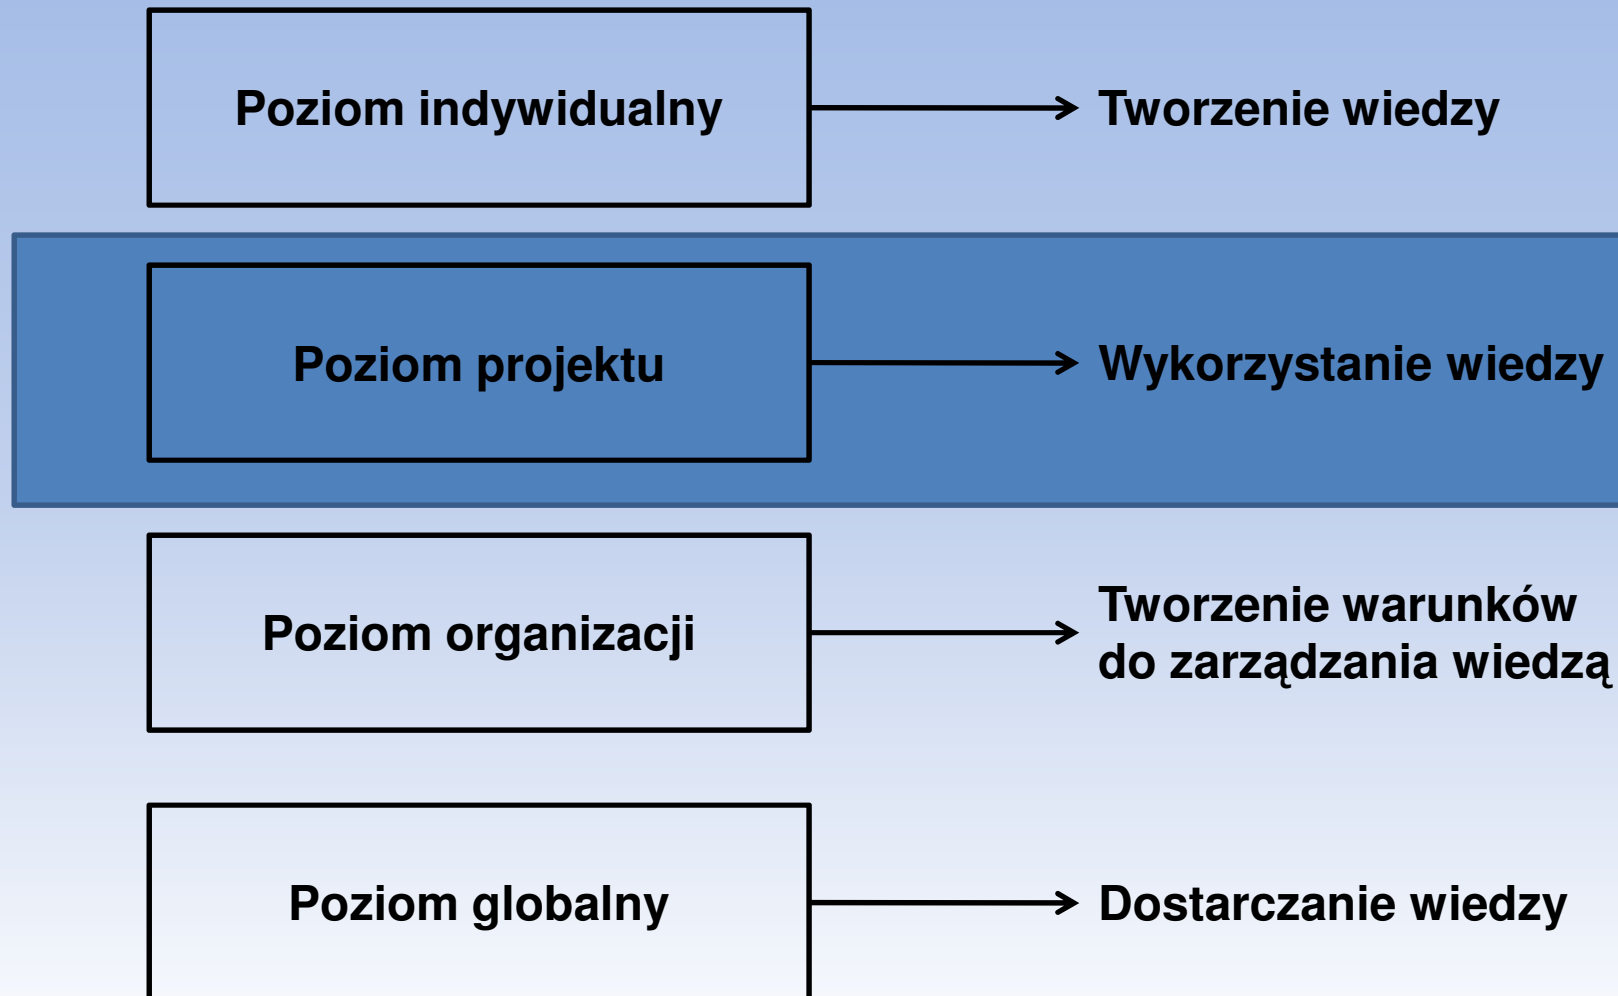 Poziom indywidualny
Tworzenie wiedzy
Poziom projektu
Wykorzystanie wiedzy
Poziom organizacji
Tworzenie warunków
do zarządzania wiedzą
Poziom globalny
Dostarczanie wiedzy